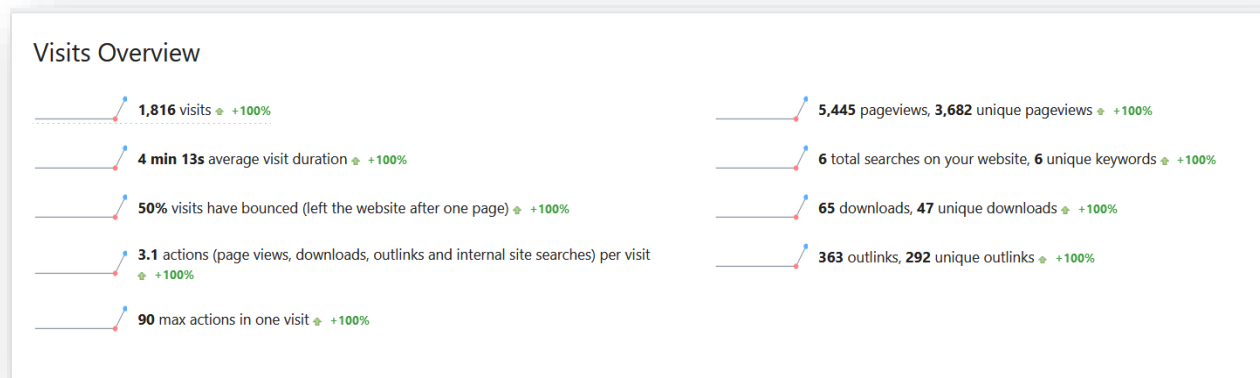 Visits Overview
1,816 visits +100%
4 min 13s average visit duration +100%
50% visits have bounced (left the website after one page) +100%
3.1 actions (page views, downloads, outlinks and internal site searches) per visit
+100%
90 max actions in one visit +100%
5,445 pageviews, 3,682 unique pageviews +100%
6 total searches on your website, 6 unique keywords +100%
65 downloads, 47 unique downloads +100%
363 outlinks, 292 unique outlinks +100%